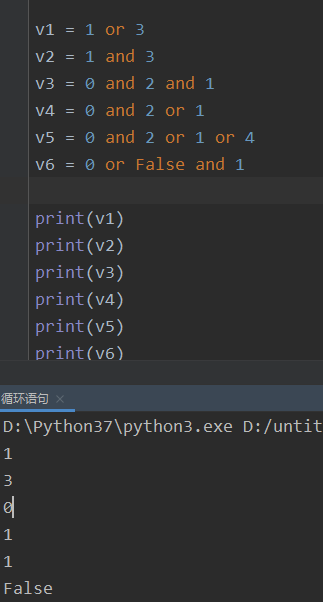 v1 = 1 or 3
v2 = 1 and 3
v3 = 0 and 2 and 1
v4 = 0 and 2 or 1
v5 = 0 and 2 or 1 or 4
v6 = 0 or False and 1
print(v1)
print(v2)
print(v3)
print(v4)
print(v5)
print(v6)
循环语句 ×
D:\Python37\python3.exe D:/untit
1
3
0
1
1
False